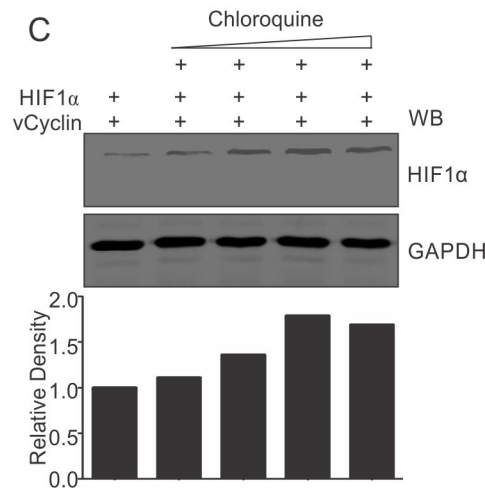 C
Chloroquine
+ + + +
HIF1α + + + + +
vCyclin + + + + +
WB
HIF1α
GAPDH
Relative Density
2.0
1.5
1.0
0.5
0.0